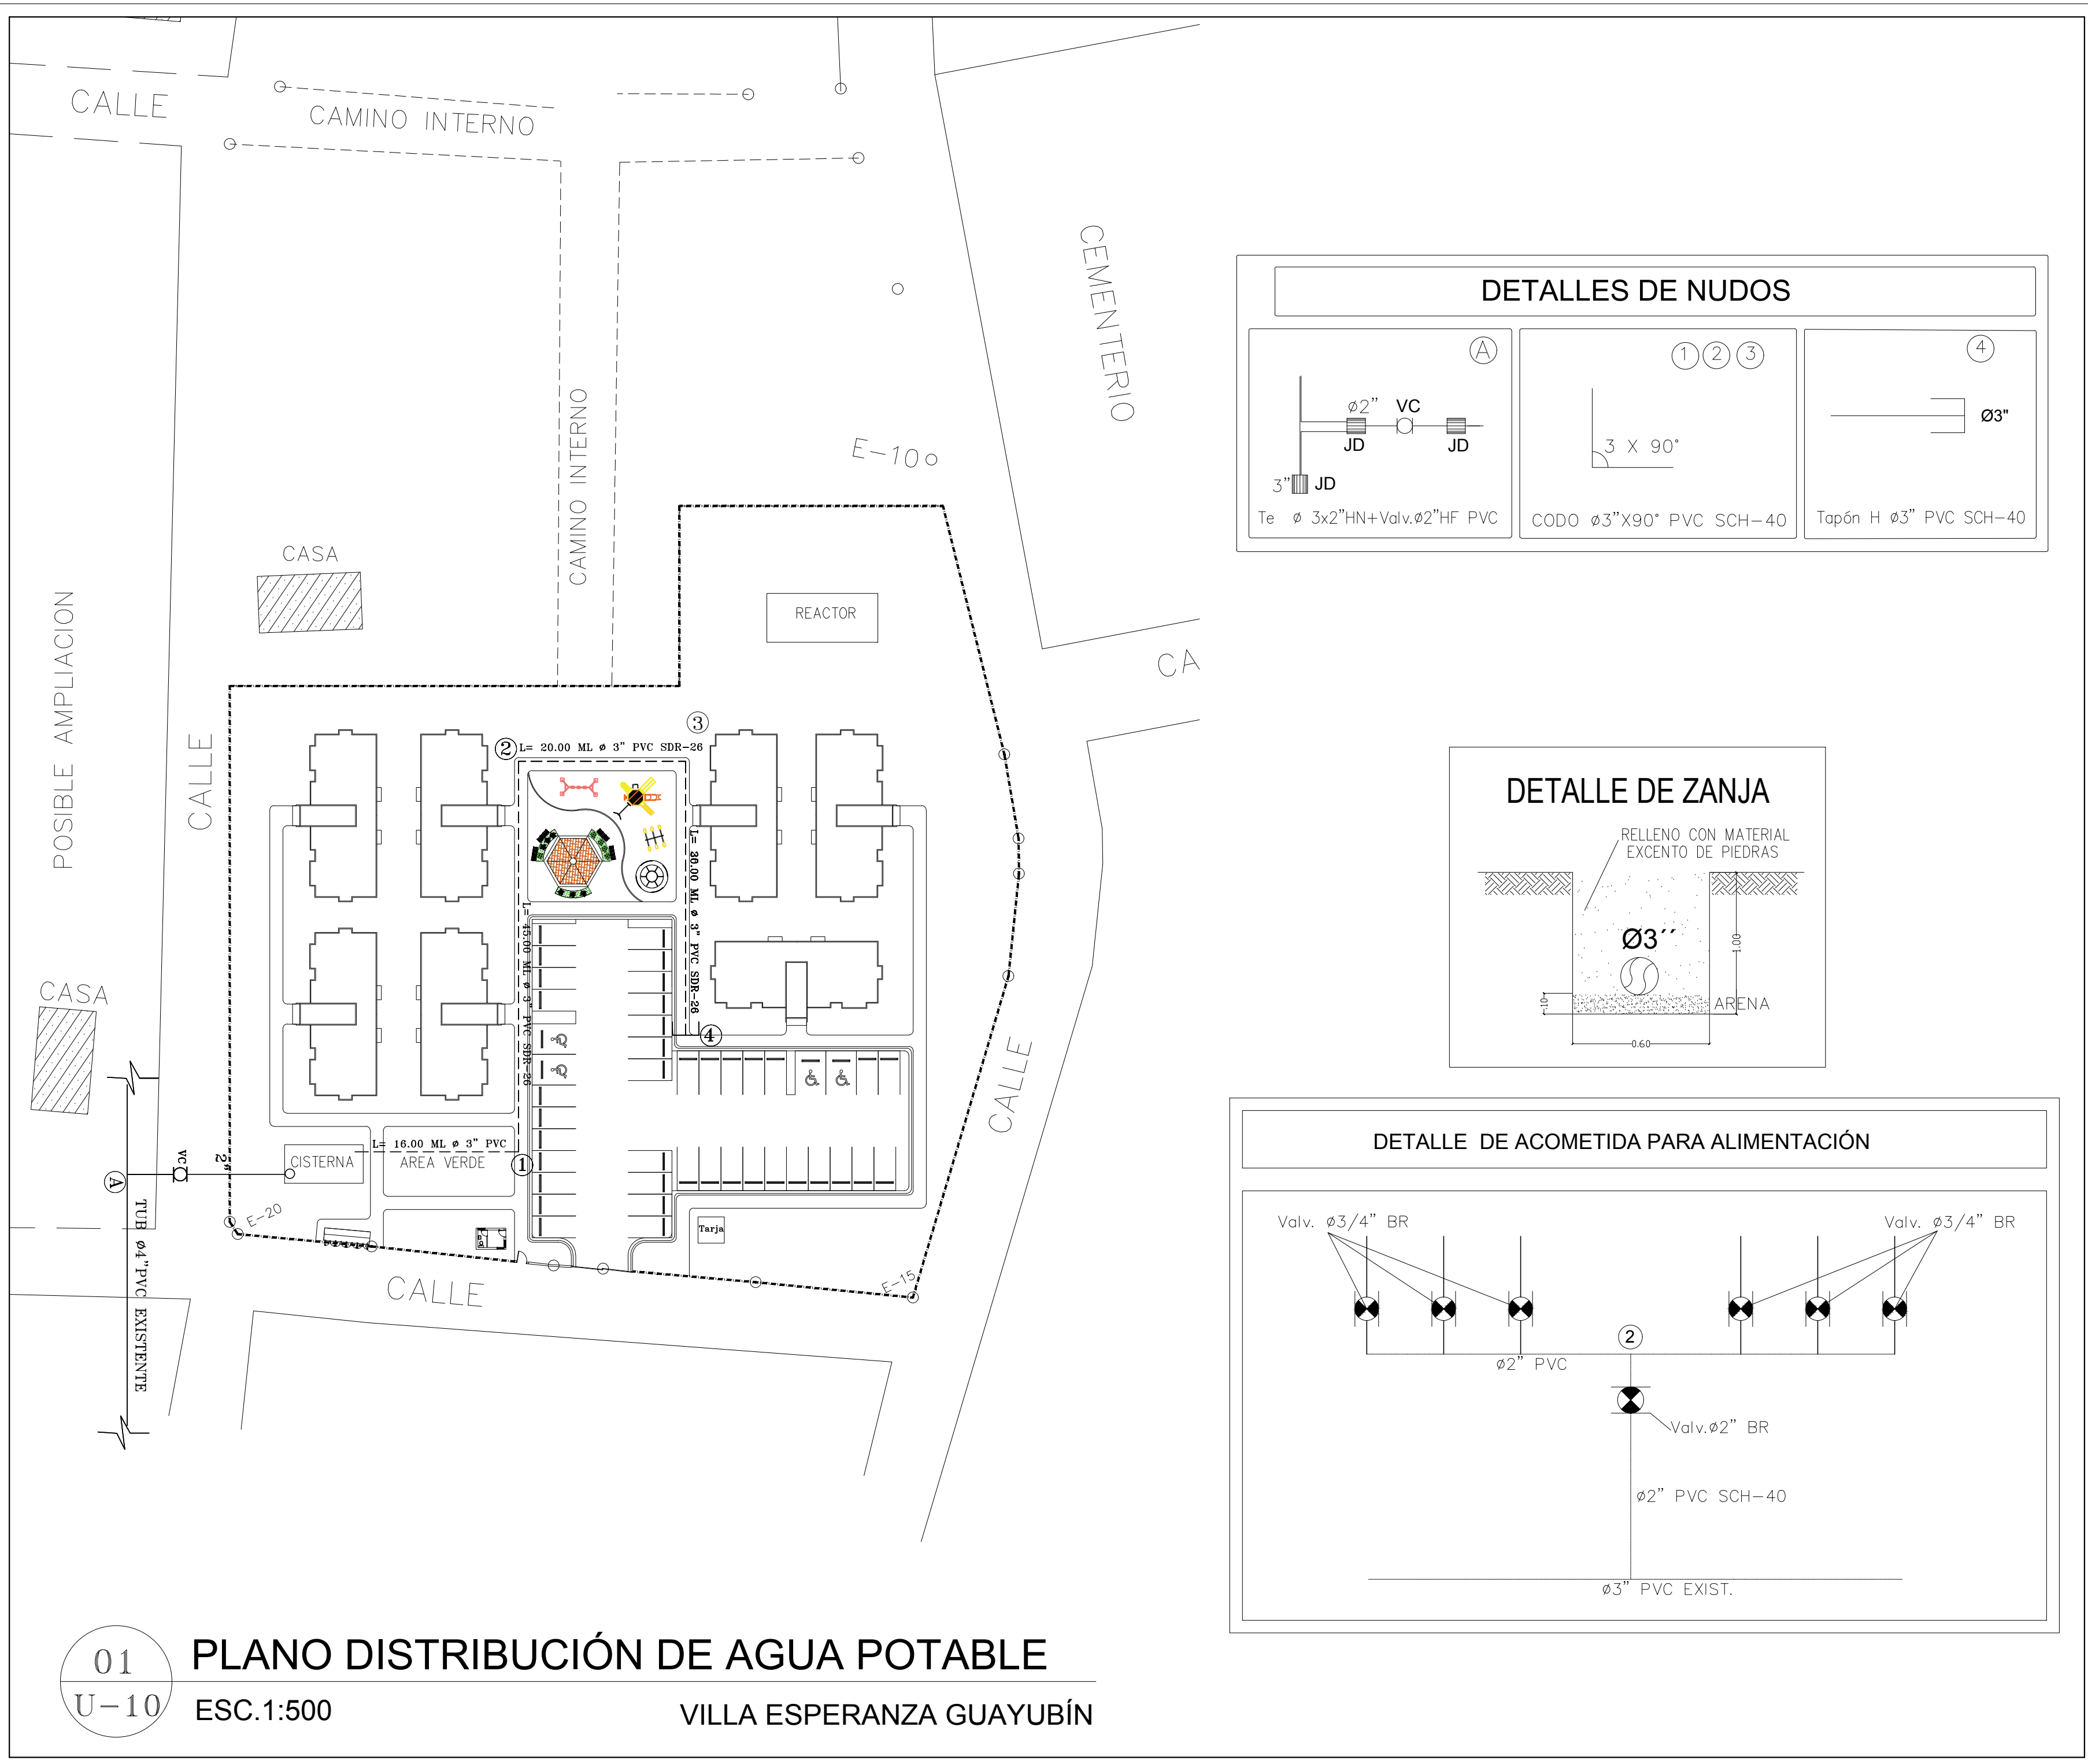 CALLE
CAMINO INTERNO
CEMENTERIO
E-10
CAMINO INTERNO
CASA
REACTOR
CA
POSIBLE AMPLIACION
CALLE
3
2
L= 20.00 ML ø 3" PVC SDR-26
L= 30.00 ML ø 3" PVC SDR-26
L= 45.00 ML ø 3" PVC SDR-26
4
CASA
CALLE
L= 16.00 ML ø 3" PVC
CISTERNA
AREA VERDE
1
VC
2"
A
TUB ø4"PVC EXISTENTE
E-20
Tarja
E-15
CALLE
DETALLES DE NUDOS
A
ø2" VC
JD
JD
3" JD
Te ø 3x2"HN+Valv.ø2"HF PVC
1 2 3
3 X 90°
CODO ø3"X90° PVC SCH-40
4
Ø3"
Tapón H ø3" PVC SCH-40
DETALLE DE ZANJA
RELLENO CON MATERIAL
EXCENTO DE PIEDRAS
Ø3´´
1.00
.10
ARENA
0.60
DETALLE DE ACOMETIDA PARA ALIMENTACIÓN
Valv. ø3/4" BR
Valv. ø3/4" BR
2
ø2" PVC
Valv.ø2" BR
ø2" PVC SCH-40
ø3" PVC EXIST.
01
U-10
PLANO DISTRIBUCIÓN DE AGUA POTABLE
ESC.1:500
VILLA ESPERANZA GUAYUBÍN